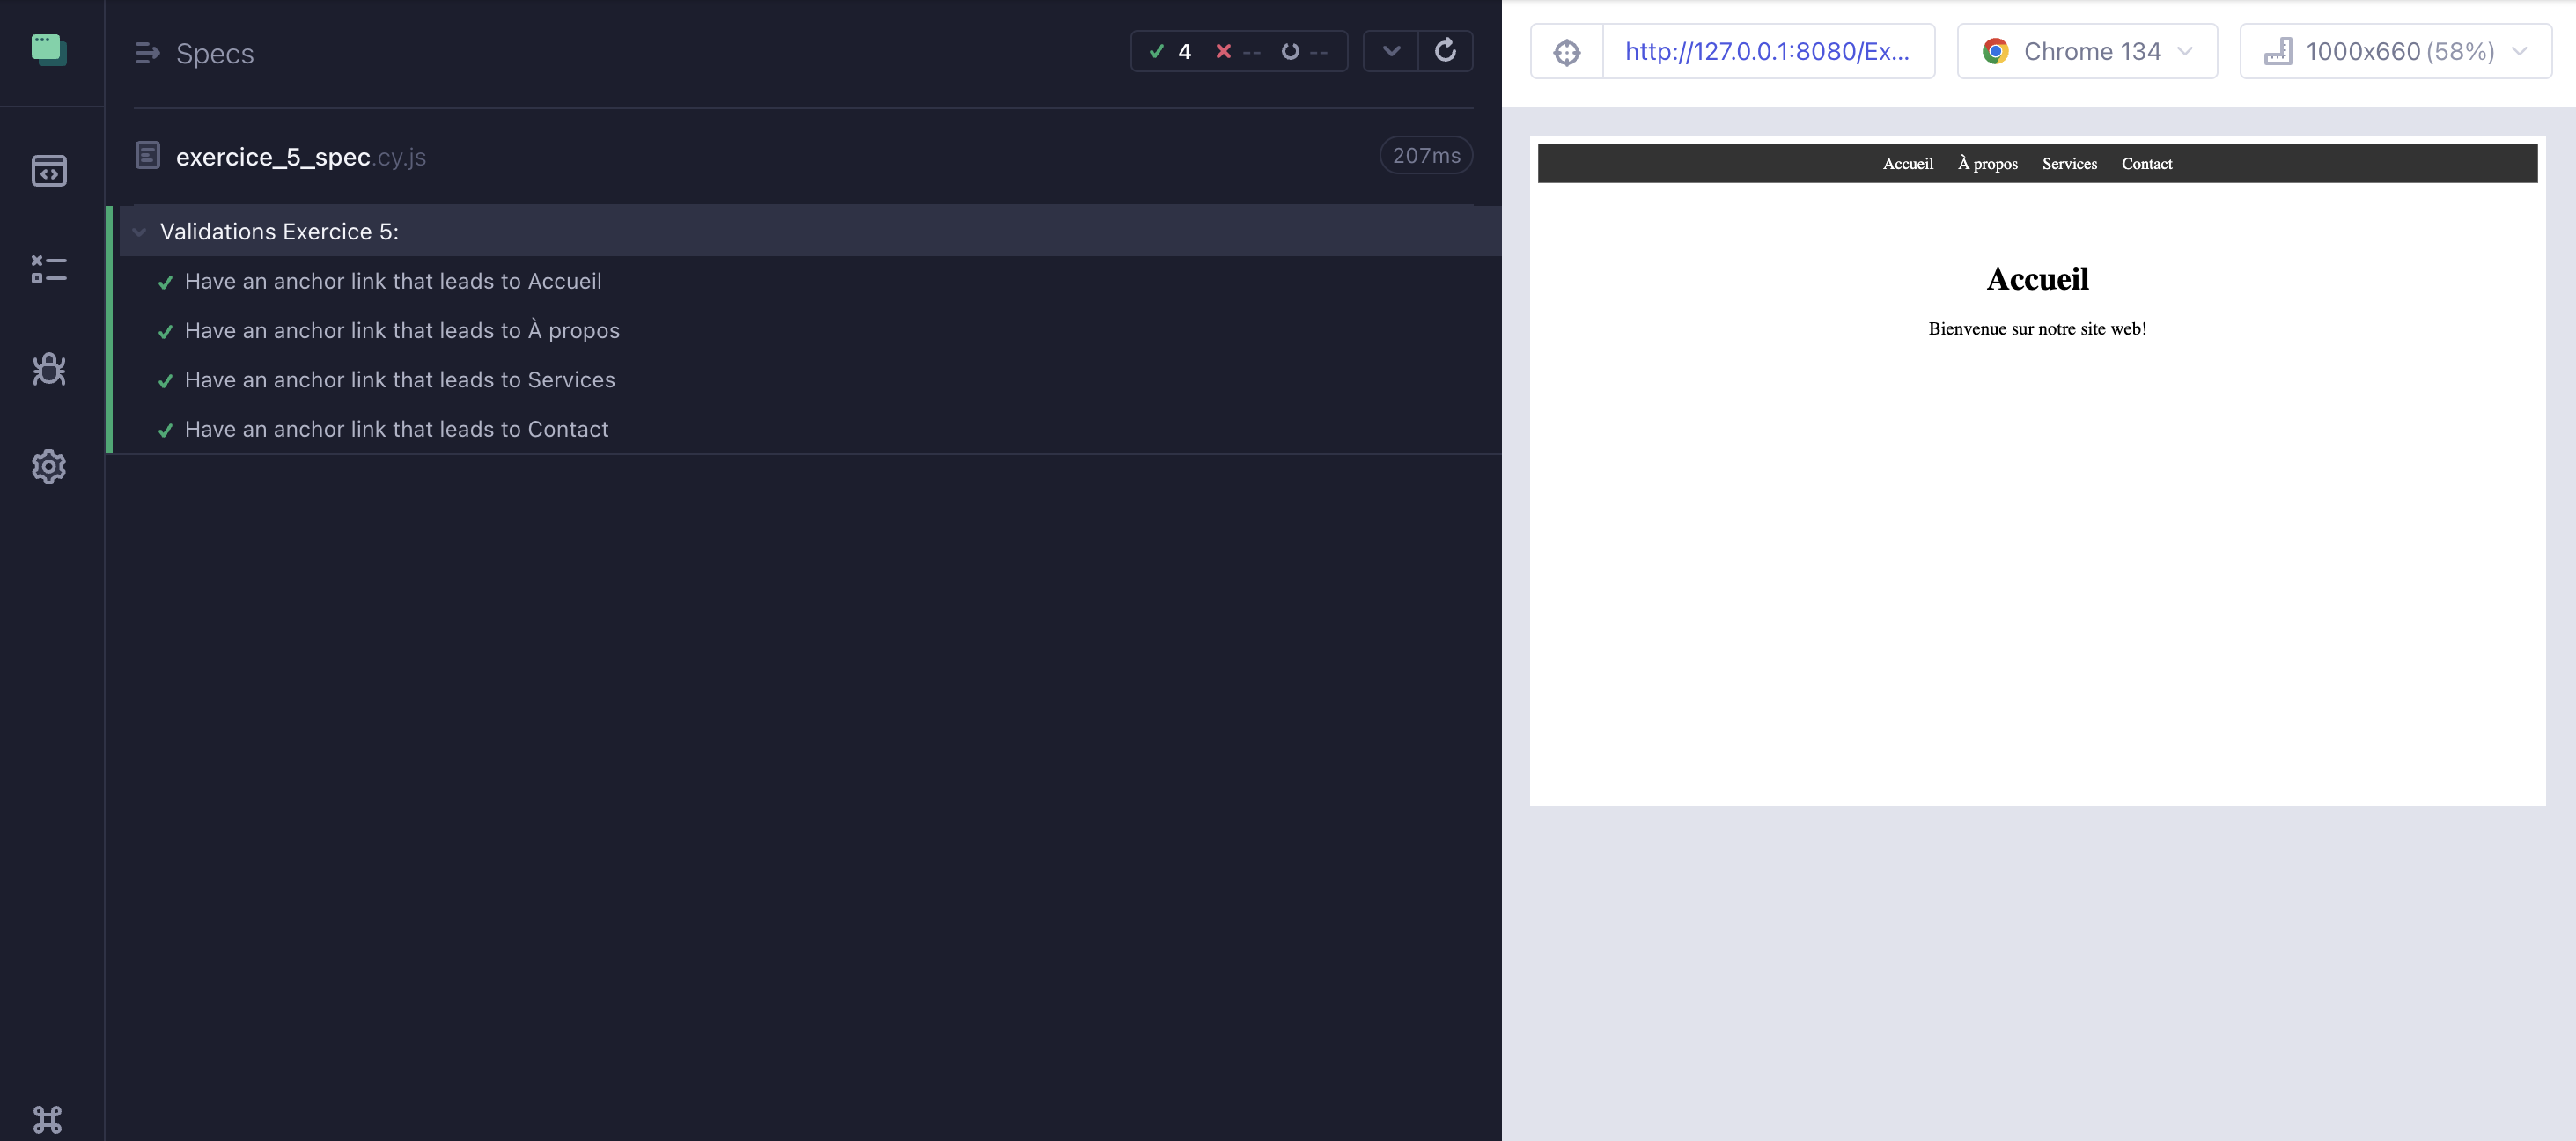 Specs
4 -- --
exercice_5_spec.cy.js
207ms
Validations Exercice 5:
Have an anchor link that leads to Accueil
Have an anchor link that leads to À propos
Have an anchor link that leads to Services
Have an anchor link that leads to Contact
http://127.0.0.1:8080/Ex...
Chrome 134
1000x660 (58%)
Accueil À propos Services Contact
Accueil
Bienvenue sur notre site web!